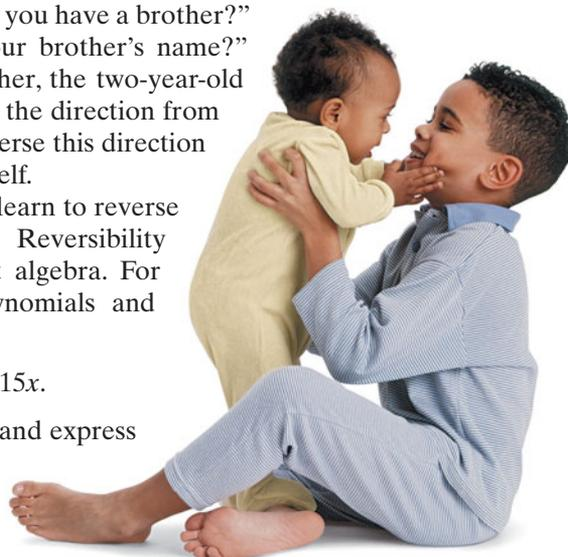 you have a brother?”
ur brother’s name?”
her, the two-year-old
the direction from
erse this direction
elf.
learn to reverse
Reversibility
algebra. For
ynomials and
15x.
and express